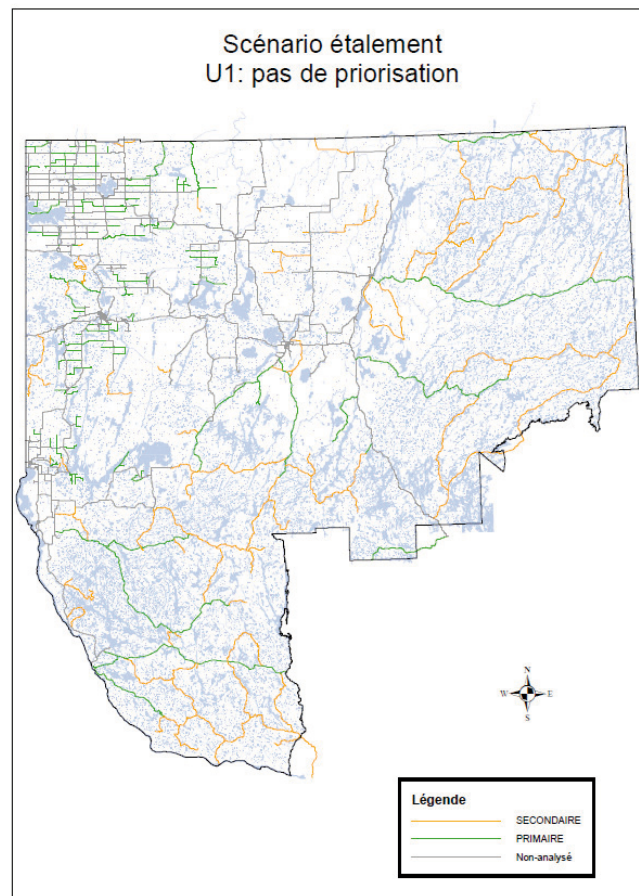 Scénario étalement
U1: pas de priorisation
N
W E
S
Légende
SECONDAIRE
PRIMAIRE
Non-analysé